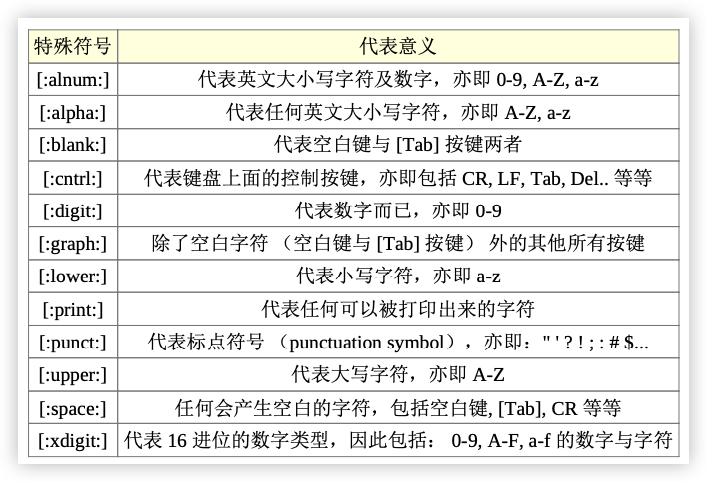 特殊符号 代表意义
[:alnum:] 代表英文大小写字符及数字，亦即 0-9, A-Z, a-z
[:alpha:] 代表任何英文大小写字符，亦即 A-Z, a-z
[:blank:] 代表空白键与 [Tab] 按键两者
[:cntrl:] 代表键盘上面的控制按键，亦即包括 CR, LF, Tab, Del.. 等等
[:digit:] 代表数字而已，亦即 0-9
[:graph:] 除了空白字符 （空白键与 [Tab] 按键） 外的其他所有按键
[:lower:] 代表小写字符，亦即 a-z
[:print:] 代表任何可以被打印出来的字符
[:punct:] 代表标点符号 （punctuation symbol），亦即：" ' ? ! ; : # $...
[:upper:] 代表大写字符，亦即 A-Z
[:space:] 任何会产生空白的字符，包括空白键, [Tab], CR 等等
[:xdigit:] 代表 16 进位的数字类型，因此包括： 0-9, A-F, a-f 的数字与字符